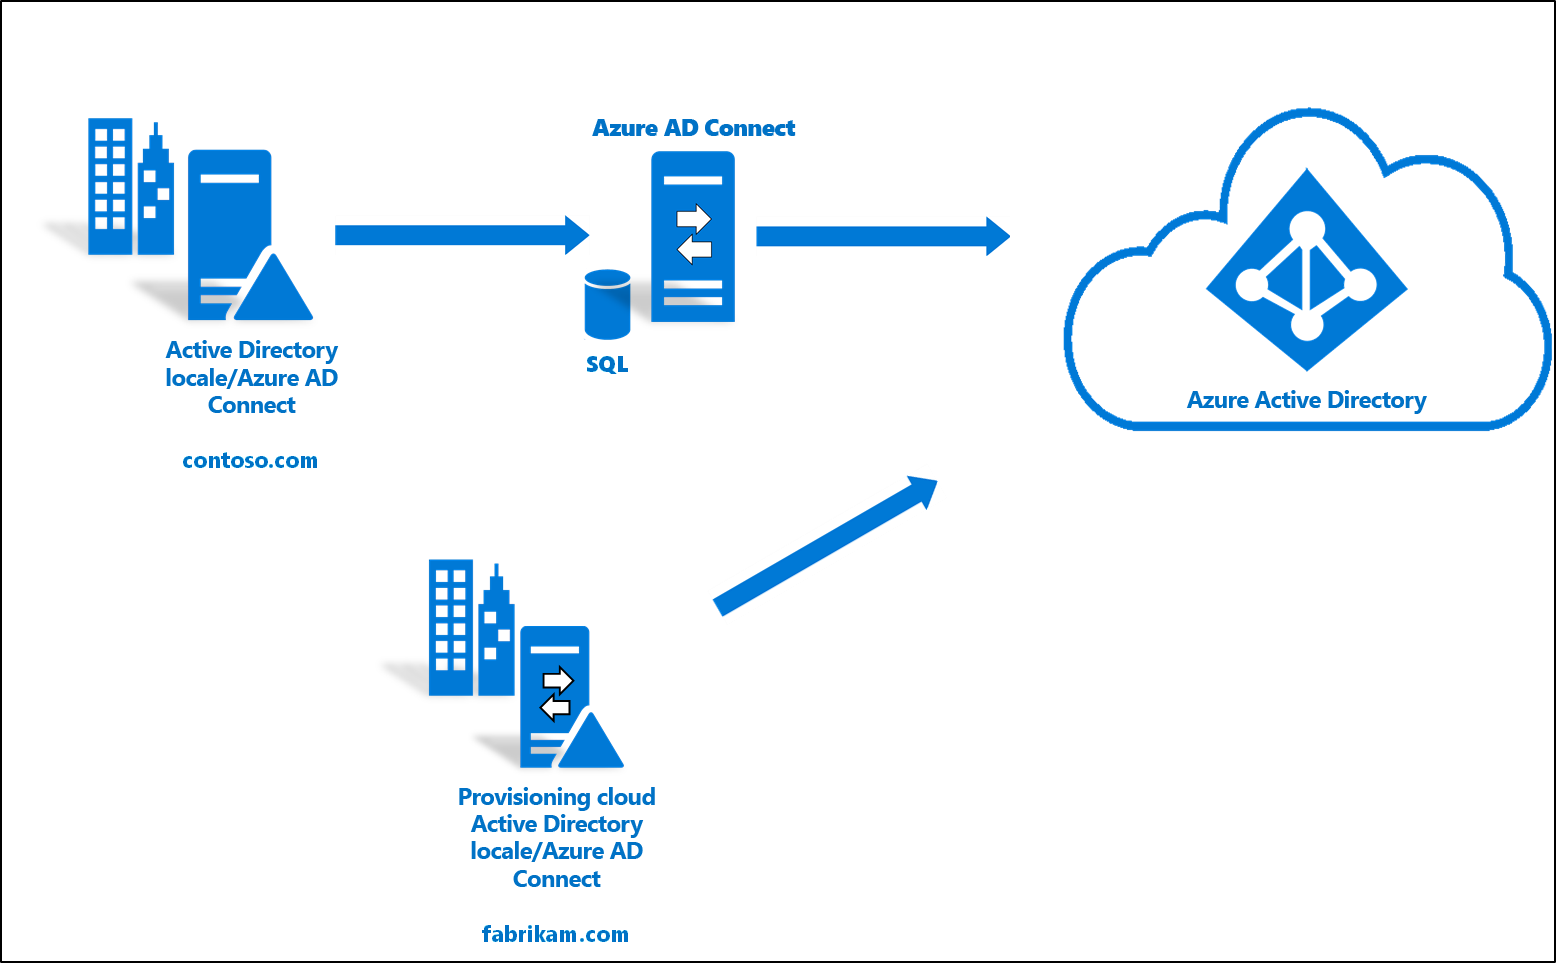 Azure AD Connect
Active Directory
locale/Azure AD
Connect
contoso.com
SQL
Azure Active Directory
Provisioning cloud
Active Directory
locale/Azure AD
Connect
fabrikam.com